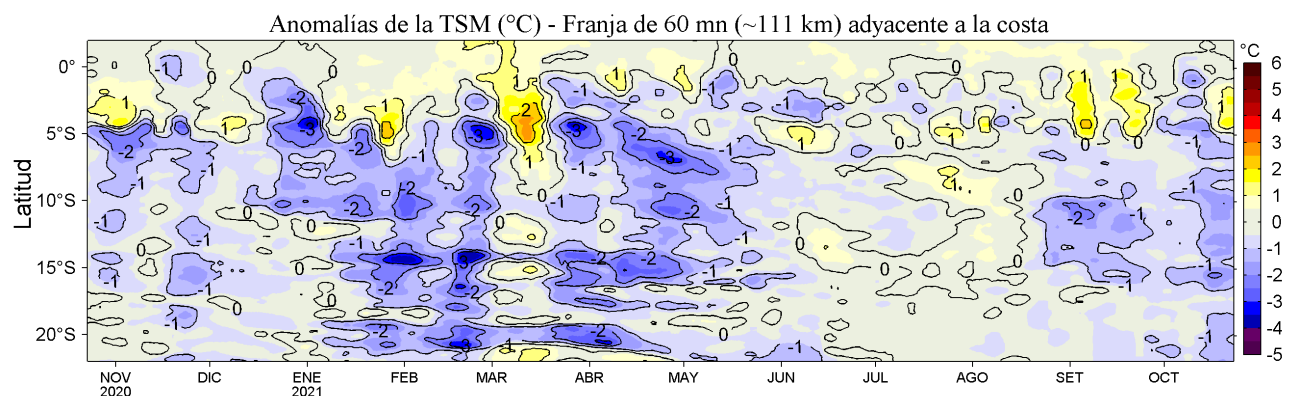 Anomalías de la TSM (°C) - Franja de 60 mn (~111 km) adyacente a la costa
°C
6
5
4
3
2
1
0
-1
-2
-3
-4
-5
Latitud
0°
5°S
10°S
15°S
20°S
NOV DIC ENE FEB MAR ABR MAY JUN JUL AGO SET OCT
2020 2021